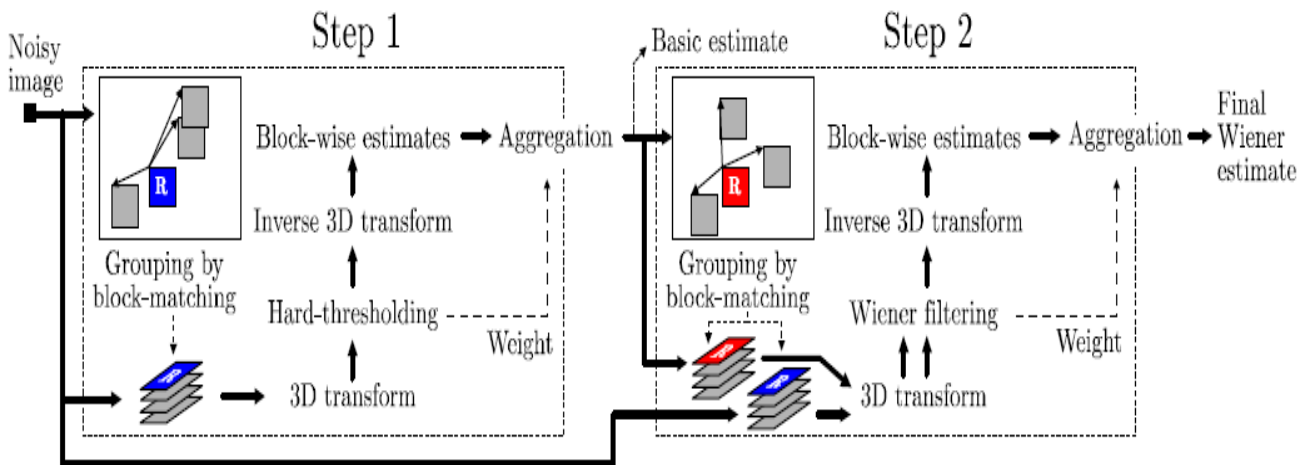 Step 1
Step 2
Noisy
image
Basic estimate
R
Block-wise estimates
Aggregation
Inverse 3D transform
Grouping by
block-matching
Hard-thresholding
Weight
R
3D transform
R
Block-wise estimates
Aggregation
Final
Wiener
estimate
Inverse 3D transform
Grouping by
block-matching
Wiener filtering
Weight
R
R
3D transform